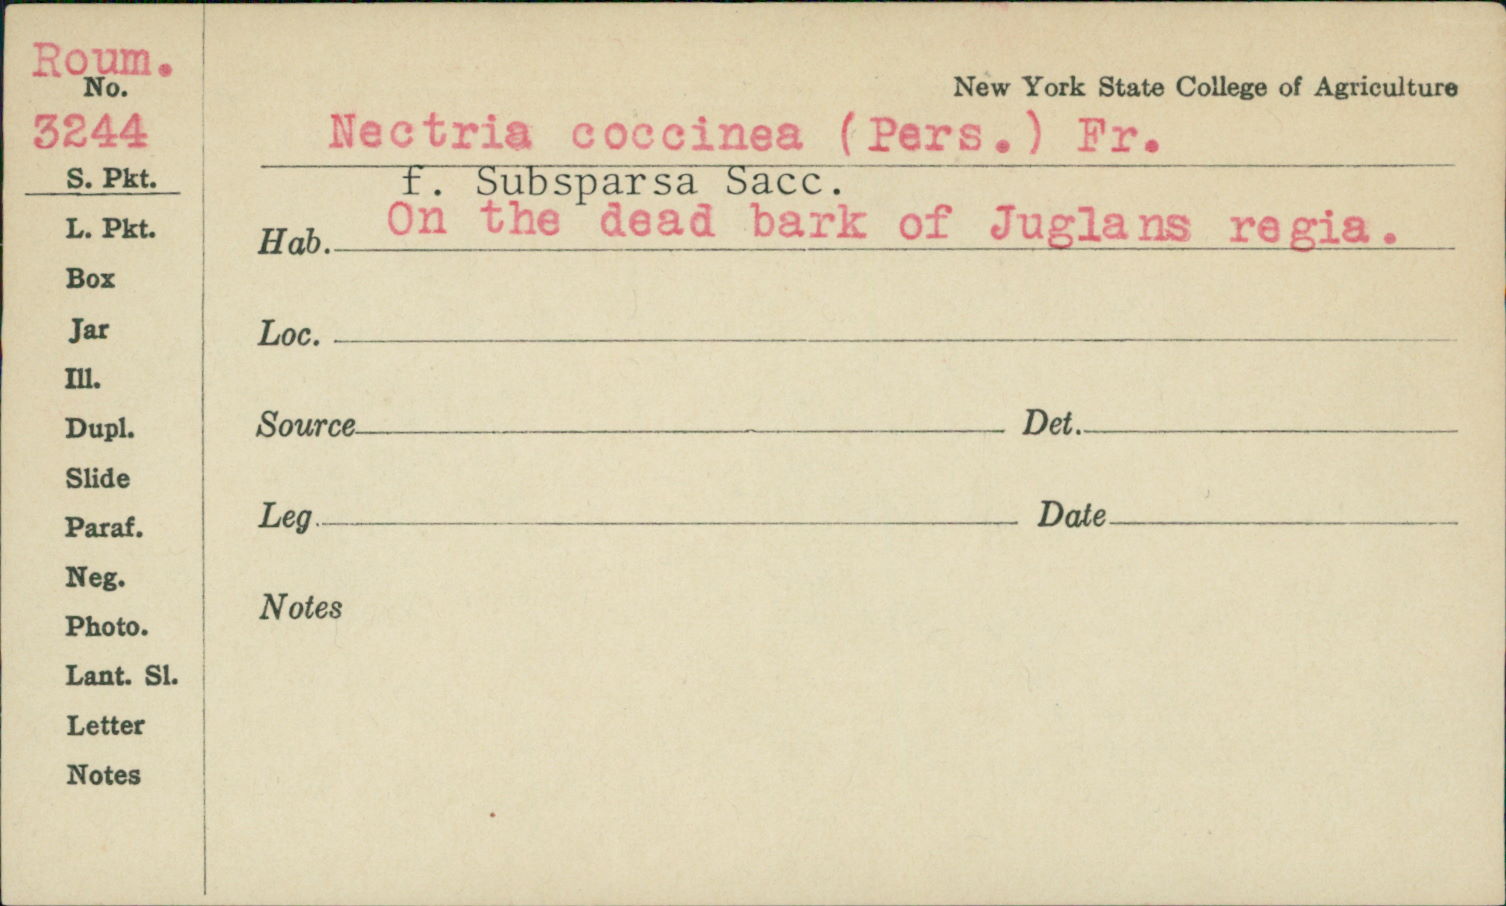 Roum.
No.
3244
S. Pkt.
L. Pkt.
Box
Jar
Ill.
Dupl.
Slide
Paraf.
Neg.
Photo.
Lant. Sl.
Letter
Notes
New York State College of Agriculture
Nectria coccinea (Pers.) Fr.
f. Subsparsa Sacc.
Hab. On the dead bark of Juglans regia.
Loc.
Source Det.
Leg Date
Notes